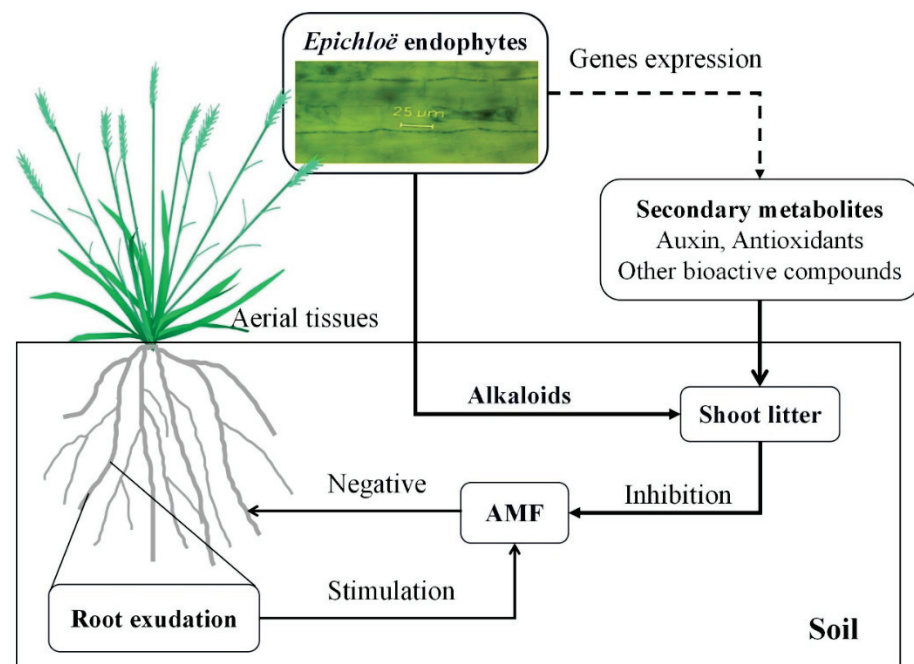 Epichloë endophytes
25 µm
Genes expression
Secondary metabolites
Auxin, Antioxidants
Other bioactive compounds
Aerial tissues
Alkaloids
Shoot litter
Negative
AMF
Inhibition
Stimulation
Root exudation
Soil